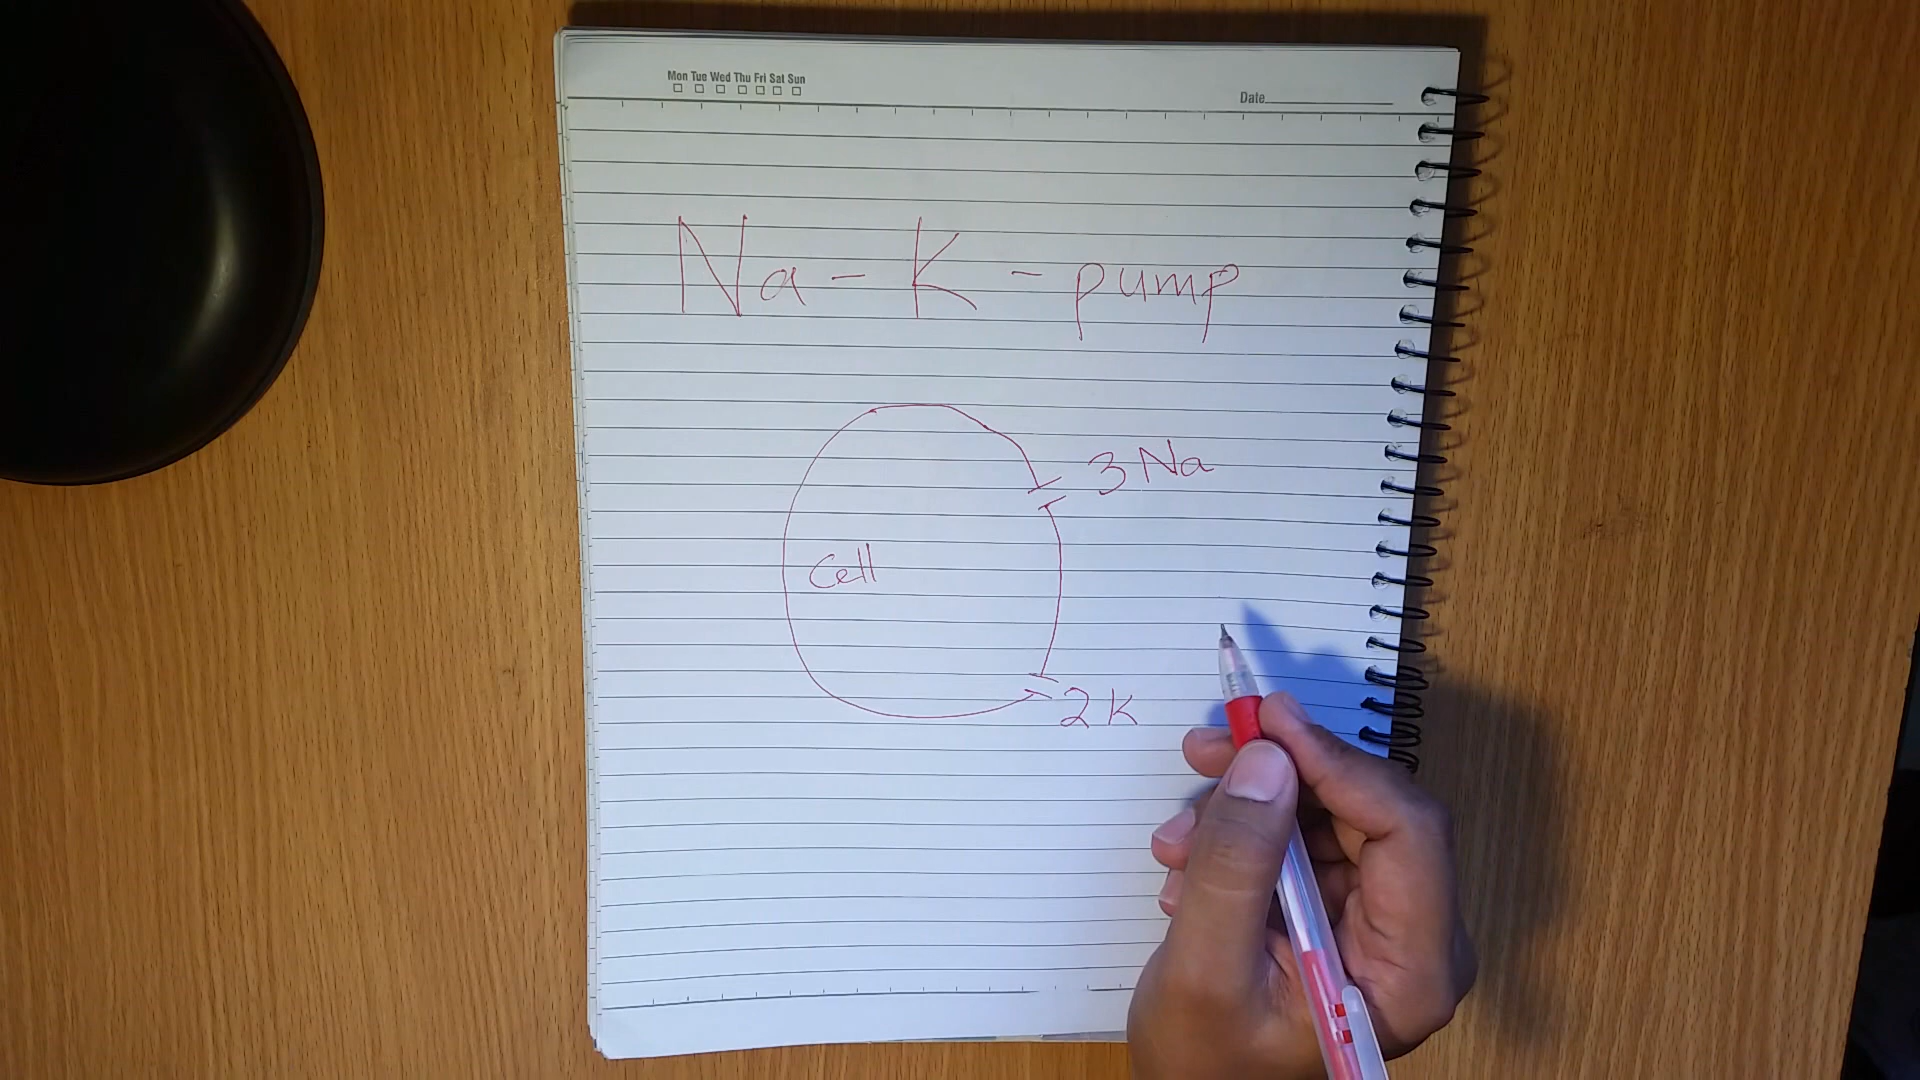 Mon Tue Wed Thu Fri Sat Sun
Date
Na - K - pump
3 Na
Cell
2 K